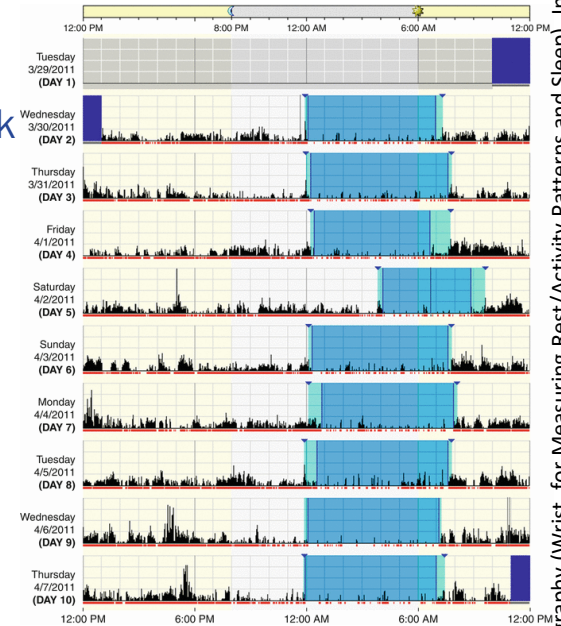 12:00 PM 8:00 PM 12:00 AM 6:00 AM 12:00 PM
Tuesday
3/29/2011
(DAY 1)
k
Wednesday
3/30/2011
(DAY 2)
Thursday
3/31/2011
(DAY 3)
Friday
4/1/2011
(DAY 4)
Saturday
4/2/2011
(DAY 5)
Sunday
4/3/2011
(DAY 6)
Monday
4/4/2011
(DAY 7)
Tuesday
4/5/2011
(DAY 8)
Wednesday
4/6/2011
(DAY 9)
Thursday
4/7/2011
(DAY 10)
12:00 PM 6:00 PM 12:00 AM 6:00 AM 12:00 PM
graphy (Wrist, for Measuring Rest/Activity Patterns and Sleep). In